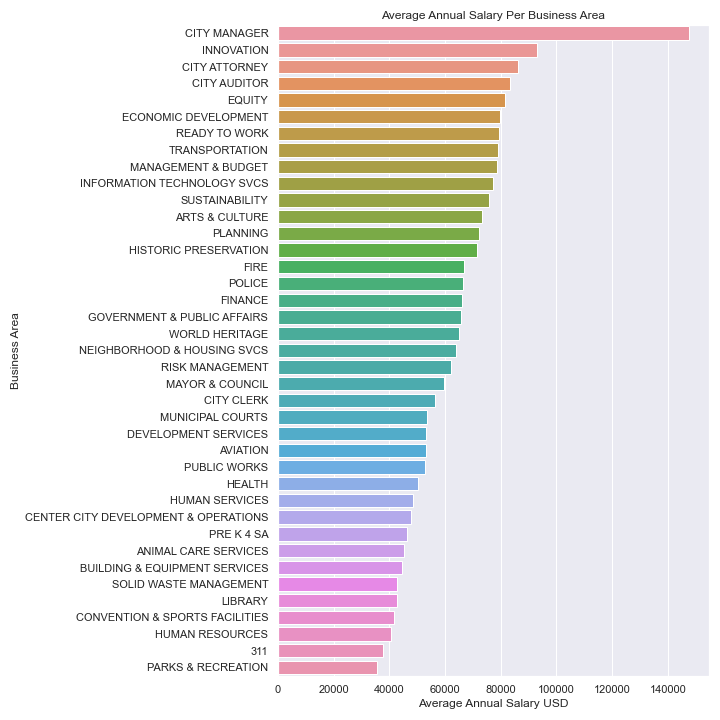 Average Annual Salary Per Business Area
CITY MANAGER
INNOVATION
CITY ATTORNEY
CITY AUDITOR
EQUITY
ECONOMIC DEVELOPMENT
READY TO WORK
TRANSPORTATION
MANAGEMENT & BUDGET
INFORMATION TECHNOLOGY SVCS
SUSTAINABILITY
ARTS & CULTURE
PLANNING
HISTORIC PRESERVATION
FIRE
POLICE
FINANCE
GOVERNMENT & PUBLIC AFFAIRS
WORLD HERITAGE
NEIGHBORHOOD & HOUSING SVCS
RISK MANAGEMENT
MAYOR & COUNCIL
CITY CLERK
MUNICIPAL COURTS
DEVELOPMENT SERVICES
AVIATION
PUBLIC WORKS
HEALTH
HUMAN SERVICES
CENTER CITY DEVELOPMENT & OPERATIONS
PRE K 4 SA
ANIMAL CARE SERVICES
BUILDING & EQUIPMENT SERVICES
SOLID WASTE MANAGEMENT
LIBRARY
CONVENTION & SPORTS FACILITIES
HUMAN RESOURCES
311
PARKS & RECREATION
Business Area
0 20000 40000 60000 80000 100000 120000 140000
Average Annual Salary USD